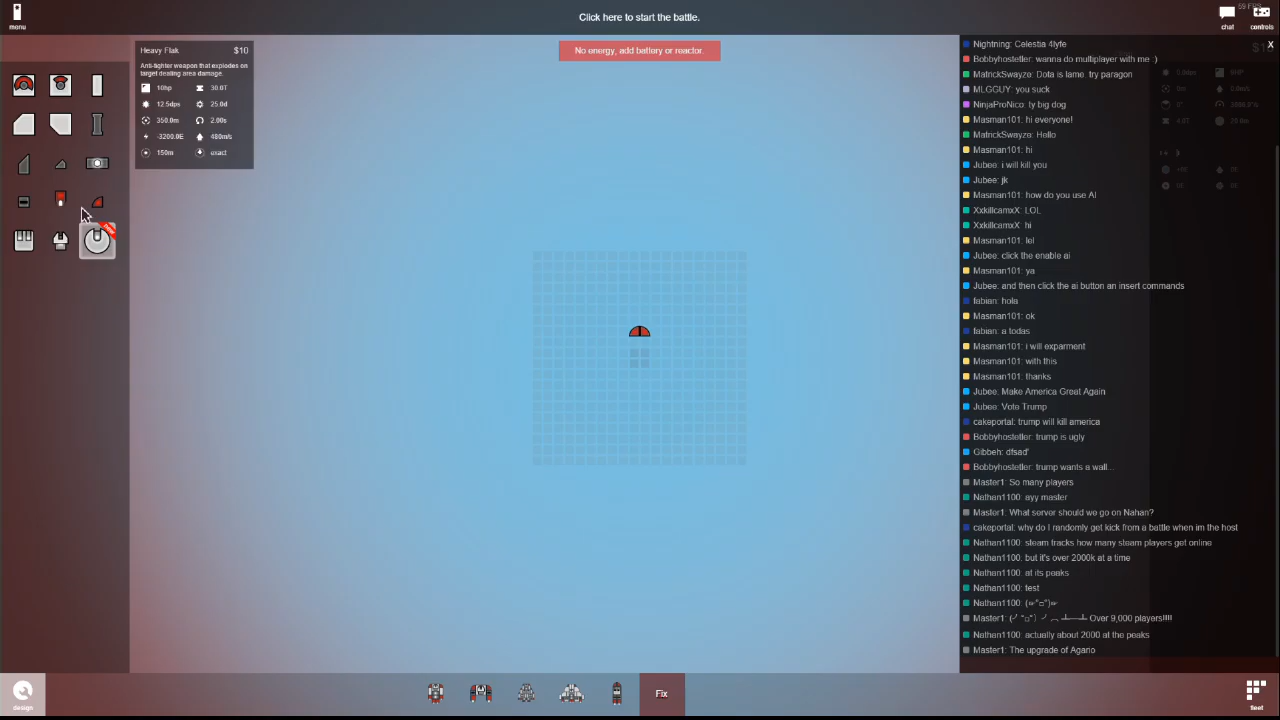 menu
Click here to start the battle.
59 FPS
chat
controls
No energy, add battery or reactor.
Heavy Flak
$10
Anti-fighter weapon that explodes on
target dealing area damage.
10hp
30.0T
12.5dps
25.0d
350.0m
2.00s
-3200.0E
480m/s
150m
exact
new
X
Nightning: Celestia 4lyfe
Bobbyhostetler: wanna do multiplayer with me :)
MatrickSwayze: Dota is lame. try paragon
MLGGUY: you suck
NinjaProNico: ty big dog
Masman101: hi everyone!
MatrickSwayze: Hello
Masman101: hi
Jubee: i will kill you
Jubee: jk
Masman101: how do you use AI
XxkillcamxX: LOL
XxkillcamxX: hi
Masman101: lel
Jubee: click the enable ai
Masman101: ya
Jubee: and then click the ai button an insert commands
fabian: hola
Masman101: ok
fabian: a todas
Masman101: i will exparment
Masman101: with this
Masman101: thanks
Jubee: Make America Great Again
Jubee: Vote Trump
cakeportal: trump will kill america
Bobbyhostetler: trump is ugly
Gibbeh: dfsad'
Bobbyhostetler: trump wants a wall...
Master1: So many players
Nathan1100: ayy master
Master1: What server should we go on Nahan?
cakeportal: why do I randomly get kick from a battle when im the host
Nathan1100: steam tracks how many steam players get online
Nathan1100: but it's over 2000k at a time
Nathan1100: at its peaks
Nathan1100: test
Nathan1100:
Master1: Over 9,000 players!!!!
Nathan1100: actually about 2000 at the peaks
Master1: The upgrade of Agario
design
Fix
fleet